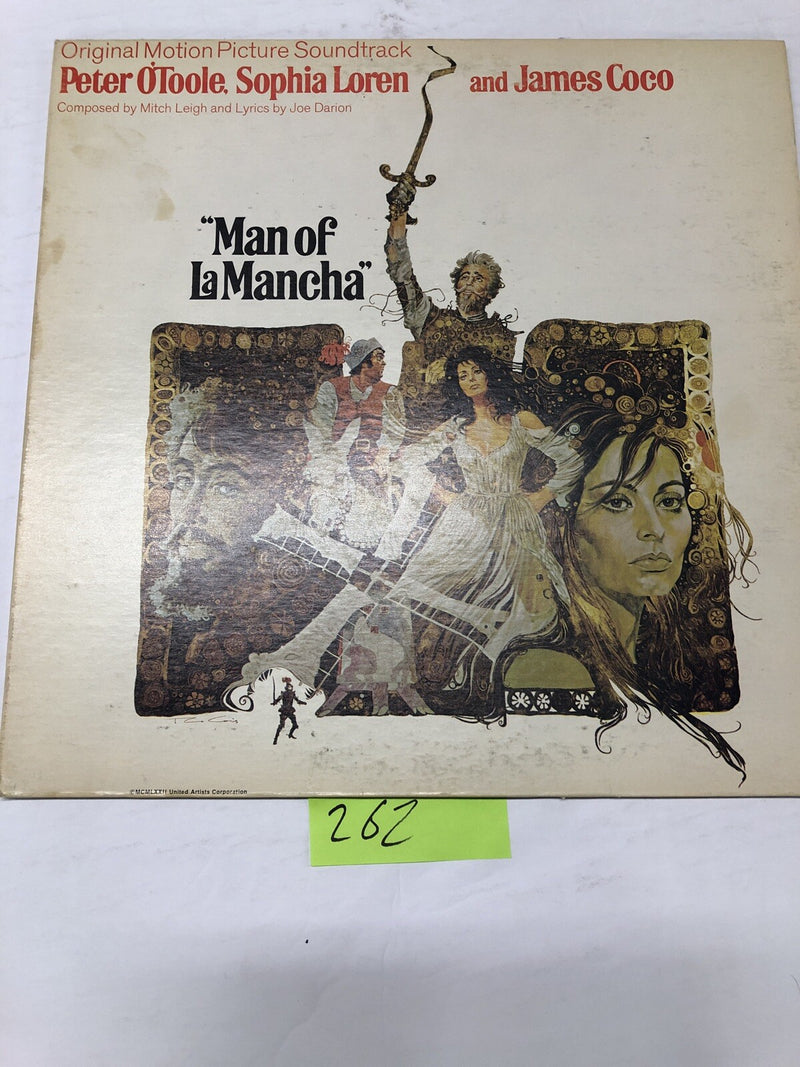 Original Motion Picture Soundtrack
Peter O'Toole, Sophia Loren and James Coco
Composed by Mitch Leigh and Lyrics by Joe Darion
"Man of
La Mancha"
©MCMLXXII United Artists Corporation
262